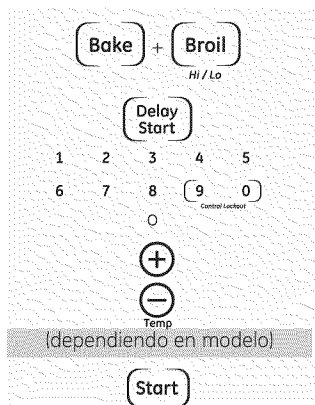 Bake + Broil
Hi / Lo
Delay
Start
1 2 3 4 5
6 7 8 9 0
Control Lockout
O
+
−
Temp
(dependiendo en modelo)
Start